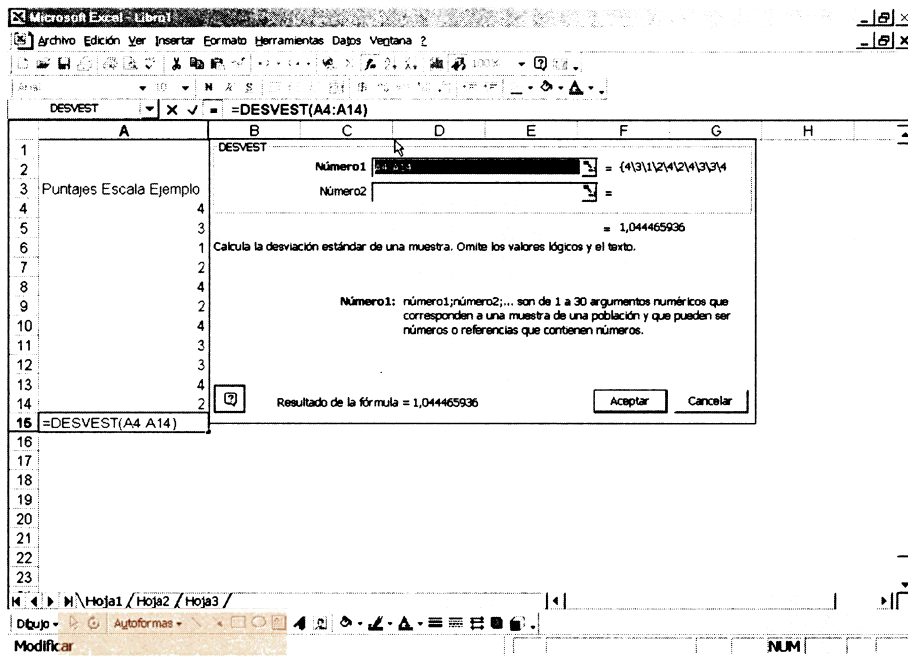 Microsoft Excel - Libro1
Archivo Edición Ver Insertar Formato Herramientas Datos Ventana ?
100%
Arial 10 N K S
DESVEST =DESVEST(A4:A14)
A B C D E F G H
DESVEST
Número1 A4:A14 = {4\3\1\2\4\2\4\3\3\4
Número2 =
= 1,044465936
Calcula la desviación estándar de una muestra. Omite los valores lógicos y el texto.
Número1: número1;número2;... son de 1 a 30 argumentos numéricos que
corresponden a una muestra de una población y que pueden ser
números o referencias que contienen números.
Resultado de la fórmula = 1,044465936
Aceptar Cancelar
1
2
3 Puntajes Escala Ejemplo
4 4
5 3
6 1
7 2
8 4
9 2
10 4
11 3
12 3
13 4
14 2
15 =DESVEST(A4 A14)
16
17
18
19
20
21
22
23
Hoja1 / Hoja2 / Hoja3 /
Dibujo Autoformas
Modificar NUM